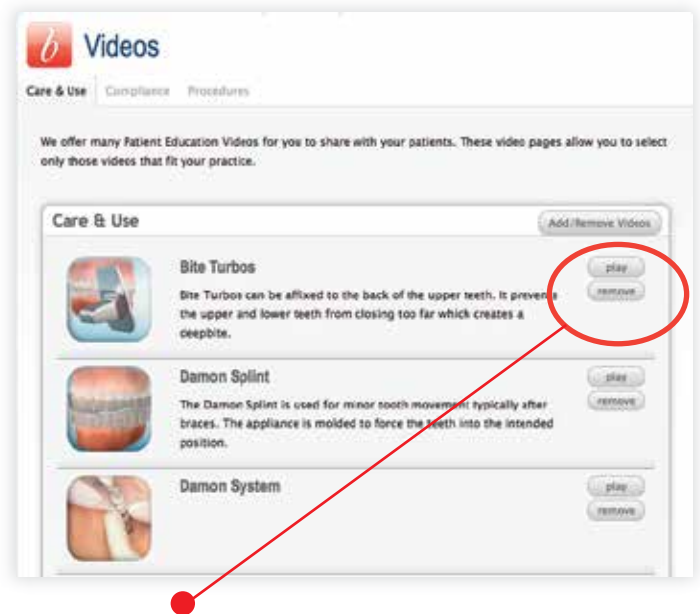 b Videos
Care & Use Compliance Procedures
We offer many Patient Education Videos for you to share with your patients. These video pages allow you to select
only those videos that fit your practice.
Care & Use Add/Remove Videos
Bite Turbos play
remove
Bite Turbos can be affixed to the back of the upper teeth. It prevents
the upper and lower teeth from closing too far which creates a
deepbite.
Damon Splint play
The Damon Splint is used for minor tooth movement typically after remove
braces. The appliance is molded to force the teeth into the intended
position.
Damon System play
remove